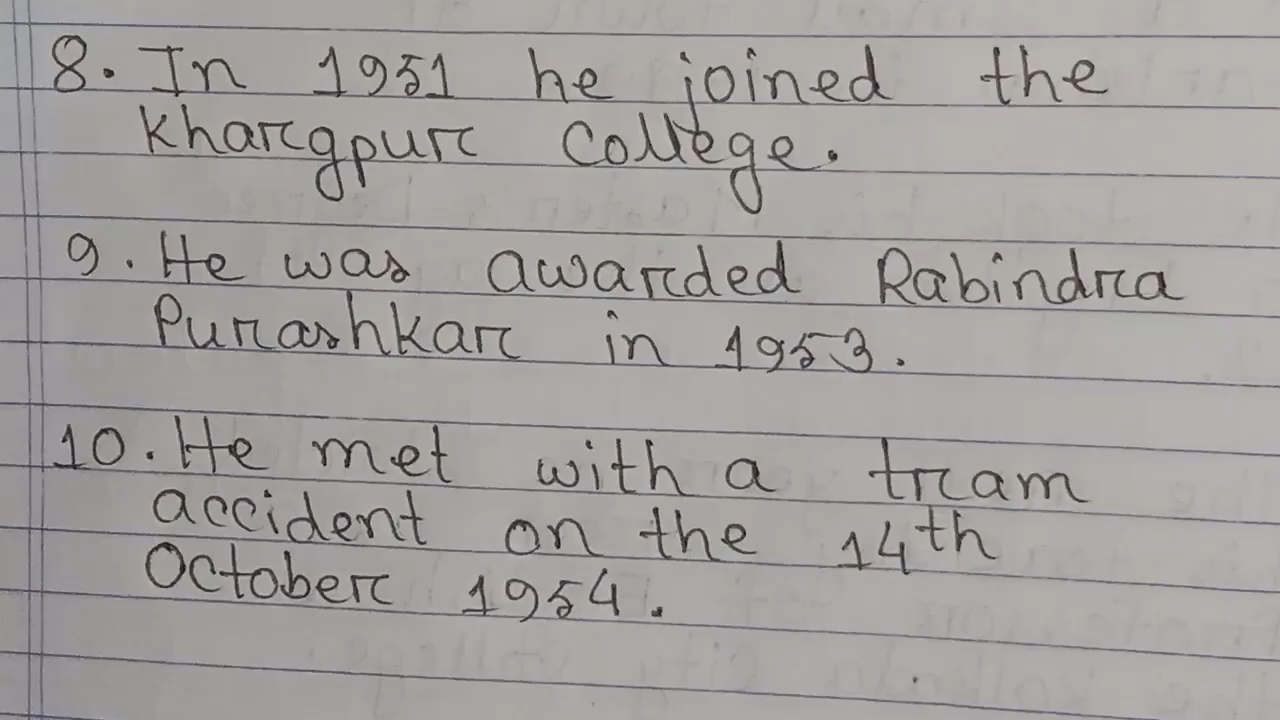 8. In 1951 he joined the
Khargpur College.
9. He was awarded Rabindra
Purashkar in 1953.
10. He met with a tram
accident on the 14th
October 1954.